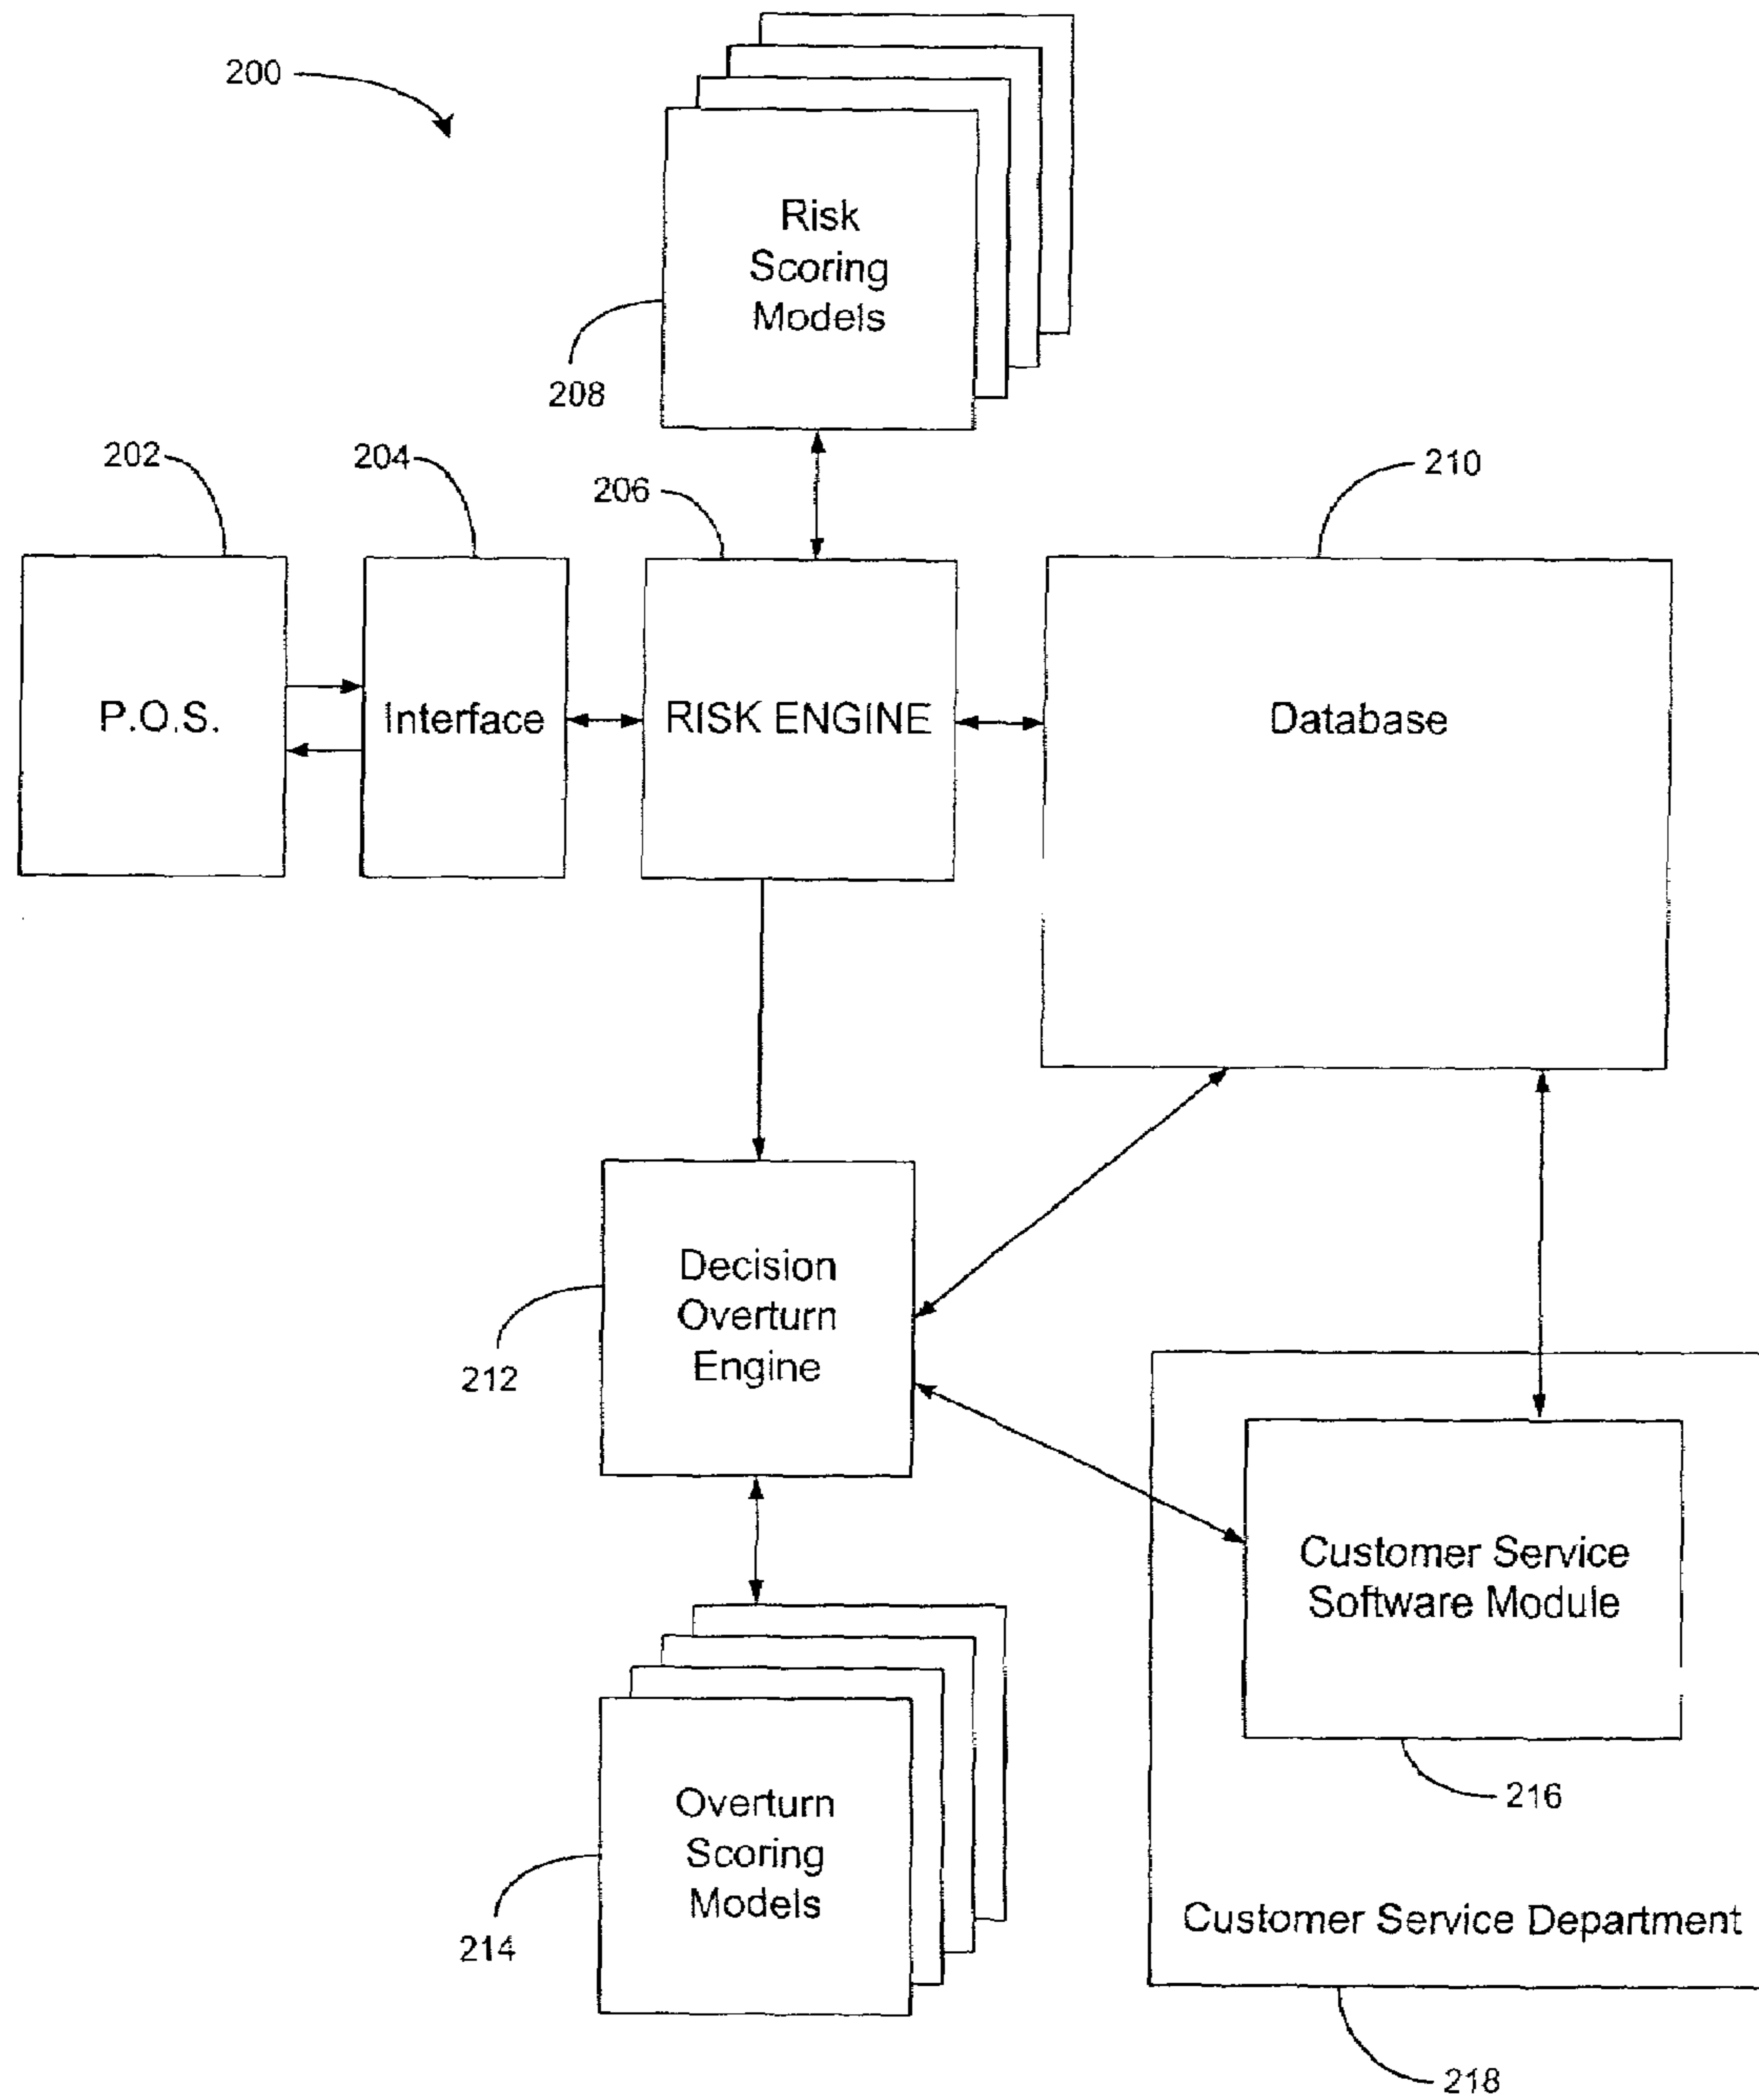 200
Risk
Scoring
Models
208
202
204
206
210
P.O.S.
Interface
RISK ENGINE
Database
Decision
Overturn
Engine
212
Customer Service
Software Module
216
Overturn
Scoring
Models
214
Customer Service Department
218